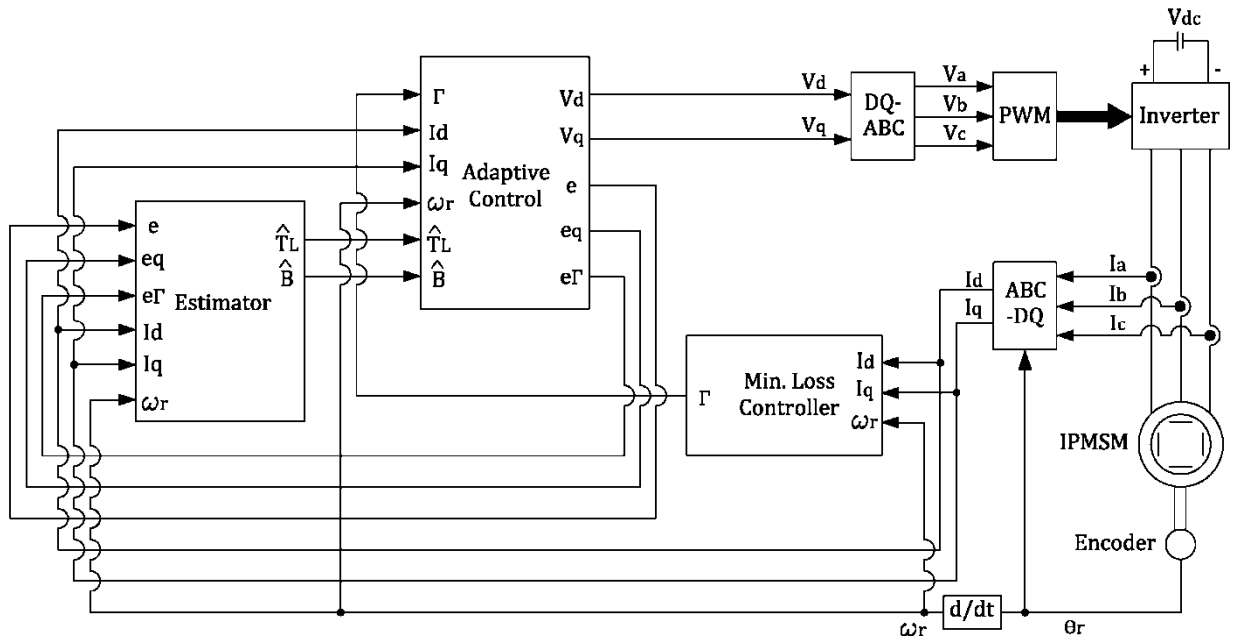 Vdc
+ -
Γ
Id
Iq
ωr
T̂L
B̂
Adaptive
Control
Vd
Vq
e
eq
eΓ
Vd
Vq
DQ-
ABC
Va
Vb
Vc
PWM
Inverter
e
eq
eΓ
Id
Iq
ωr
Estimator
T̂L
B̂
Γ
Min. Loss
Controller
Id
Iq
ωr
Id
Iq
ABC
-DQ
Ia
Ib
Ic
IPMSM
Encoder
d/dt
ωr
θr